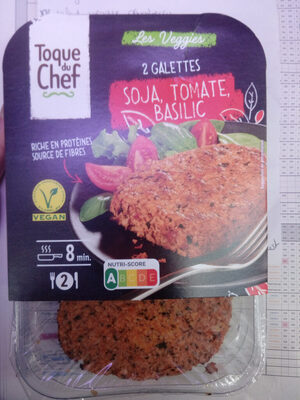 Toque
du
Chef
Les Veggies
2 GALETTES
SOJA, TOMATE,
BASILIC
RICHE EN PROTÉINES
SOURCE DE FIBRES
VEGAN
8 min.
2
NUTRI-SCORE
A B C D E